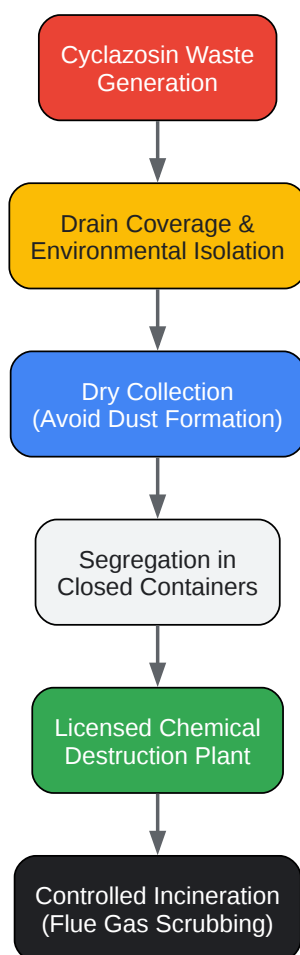 Cyclazosin Waste
Generation
Drain Coverage &
Environmental Isolation
Dry Collection
(Avoid Dust Formation)
Segregation in
Closed Containers
Licensed Chemical
Destruction Plant
Controlled Incineration
(Flue Gas Scrubbing)